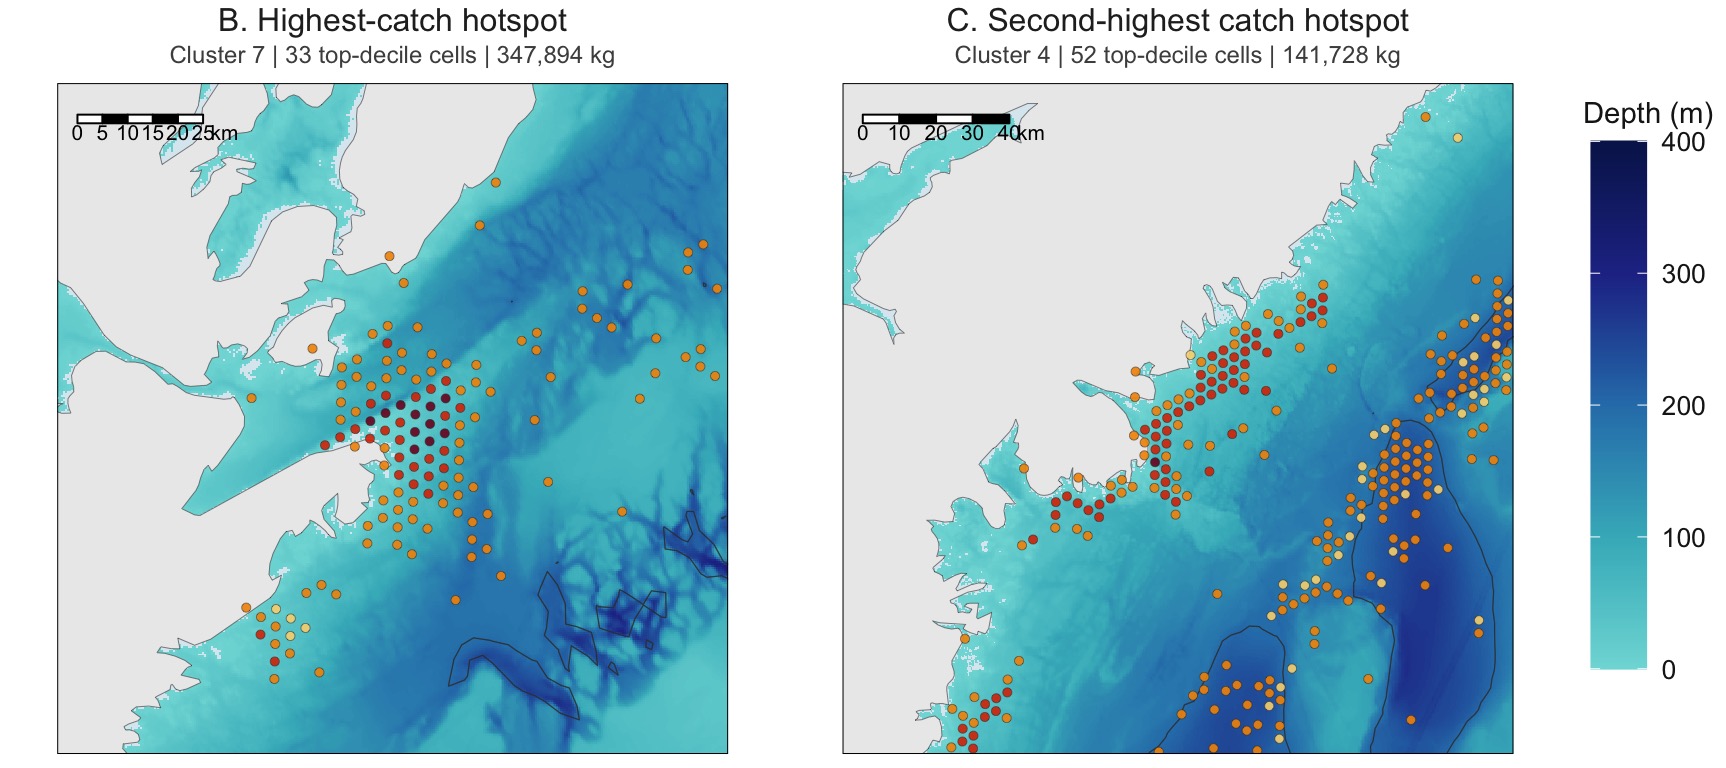 B. Highest-catch hotspot
Cluster 7 | 33 top-decile cells | 347,894 kg
0 5 10 15 20 25 km
C. Second-highest catch hotspot
Cluster 4 | 52 top-decile cells | 141,728 kg
0 10 20 30 40 km
Depth (m)
400
300
200
100
0